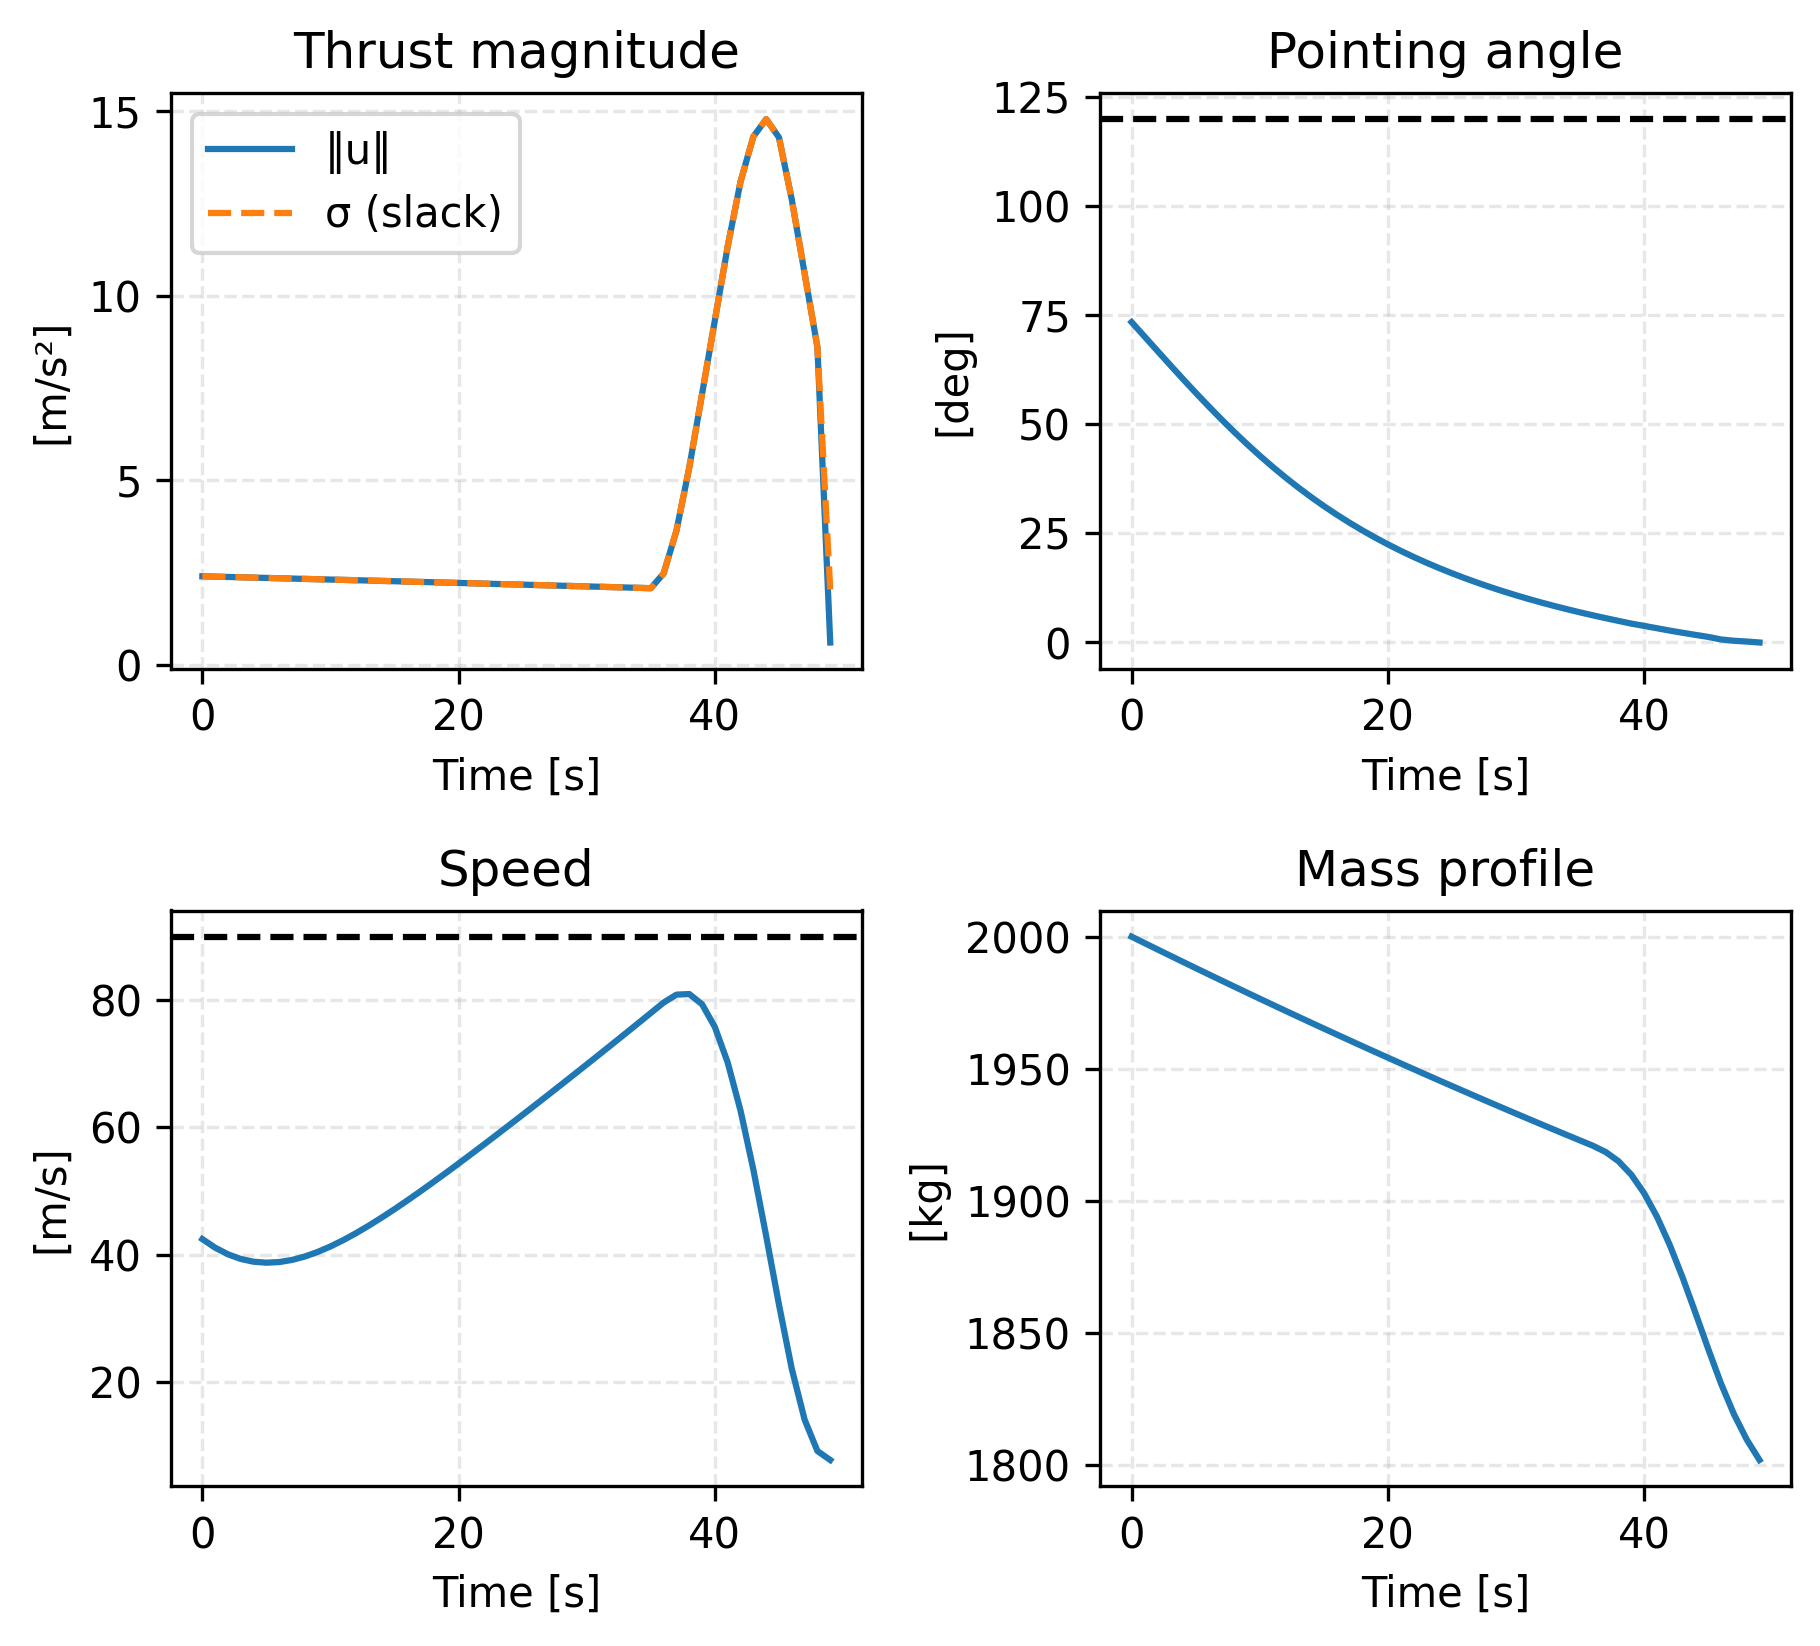 Thrust magnitude
15
10
5
0
[m/s²]
‖u‖
σ (slack)
0 20 40
Time [s]
Pointing angle
125
100
75
50
25
0
[deg]
0 20 40
Time [s]
Speed
80
60
40
20
[m/s]
0 20 40
Time [s]
Mass profile
2000
1950
1900
1850
1800
[kg]
0 20 40
Time [s]